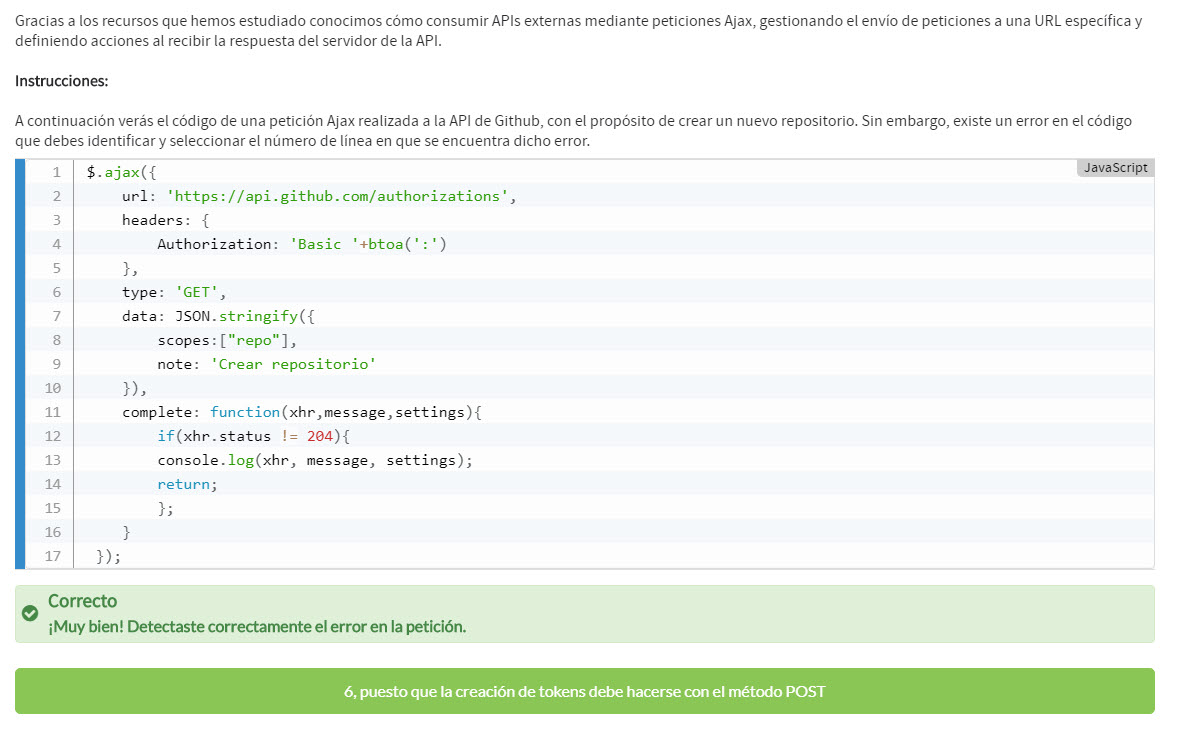 Gracias a los recursos que hemos estudiado conocimos cómo consumir APIs externas mediante peticiones Ajax, gestionando el envío de peticiones a una URL específica y
definiendo acciones al recibir la respuesta del servidor de la API.
Instrucciones:
A continuación verás el código de una petición Ajax realizada a la API de Github, con el propósito de crear un nuevo repositorio. Sin embargo, existe un error en el código
que debes identificar y seleccionar el número de línea en que se encuentra dicho error.
JavaScript
1 $.ajax({
2     url: 'https://api.github.com/authorizations',
3     headers: {
4         Authorization: 'Basic '+btoa(':')
5     },
6     type: 'GET',
7     data: JSON.stringify({
8         scopes:["repo"],
9         note: 'Crear repositorio'
10     }),
11     complete: function(xhr,message,settings){
12         if(xhr.status != 204){
13         console.log(xhr, message, settings);
14         return;
15         };
16     }
17  });
Correcto
¡Muy bien! Detectaste correctamente el error en la petición.
6, puesto que la creación de tokens debe hacerse con el método POST